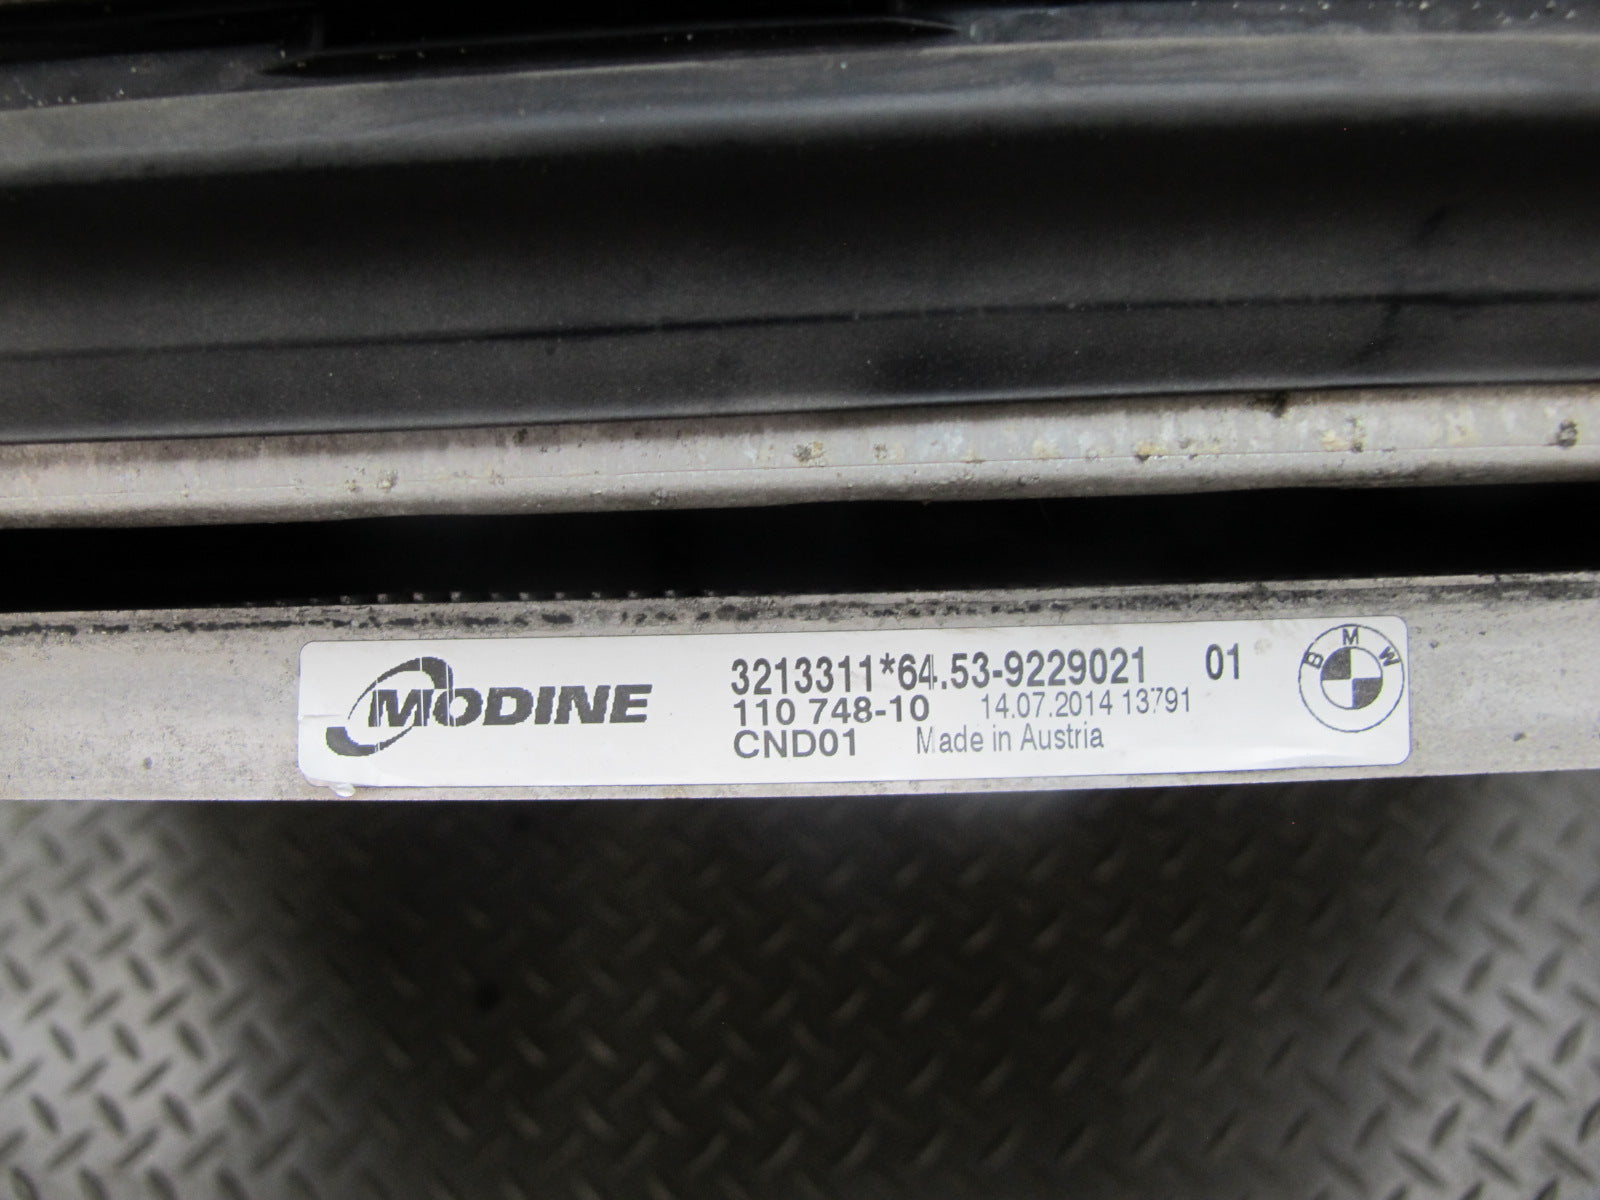 MODINE
3213311*64.53-9229021 01
110 748-10 14.07.2014 13791
CND01 Made in Austria
BMW